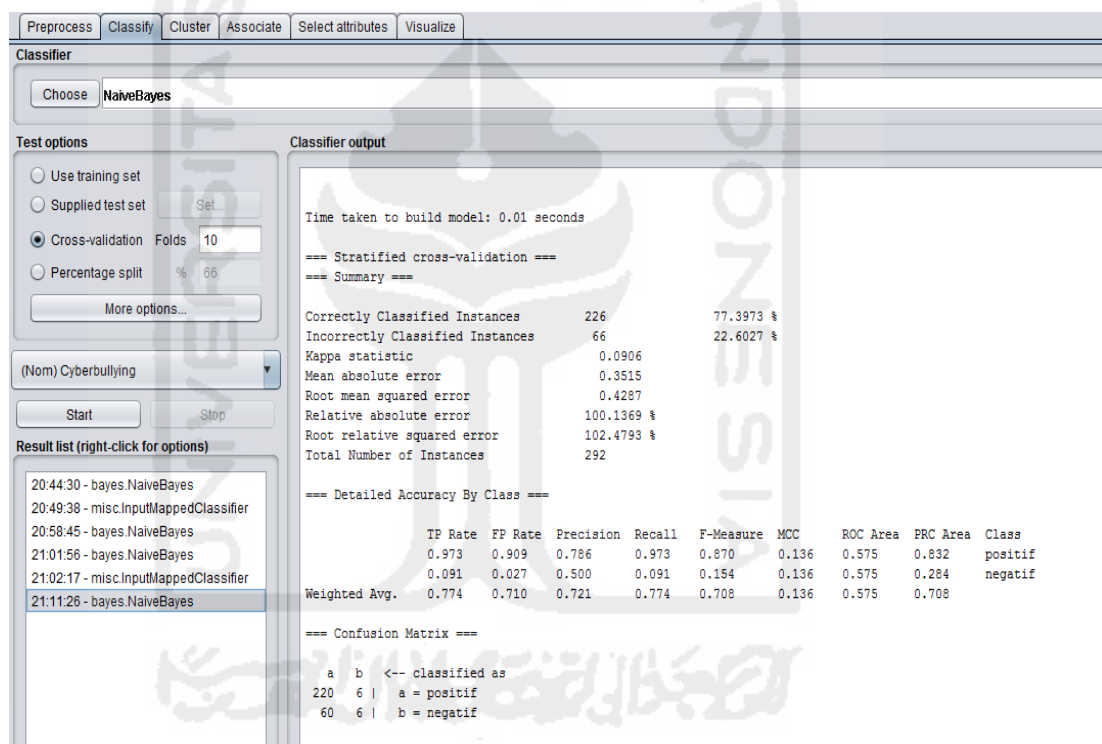 Preprocess Classify Cluster Associate Select attributes Visualize
Classifier
Choose NaiveBayes
Test options
Use training set
Supplied test set Set...
Cross-validation Folds 10
Percentage split % 66
More options...
(Nom) Cyberbullying
Start Stop
Result list (right-click for options)
20:44:30 - bayes.NaiveBayes
20:49:38 - misc.InputMappedClassifier
20:58:45 - bayes.NaiveBayes
21:01:56 - bayes.NaiveBayes
21:02:17 - misc.InputMappedClassifier
21:11:26 - bayes.NaiveBayes
Classifier output
Time taken to build model: 0.01 seconds
=== Stratified cross-validation ===
=== Summary ===
Correctly Classified Instances 226 77.3973 %
Incorrectly Classified Instances 66 22.6027 %
Kappa statistic 0.0906
Mean absolute error 0.3515
Root mean squared error 0.4287
Relative absolute error 100.1369 %
Root relative squared error 102.4793 %
Total Number of Instances 292
=== Detailed Accuracy By Class ===
TP Rate FP Rate Precision Recall F-Measure MCC ROC Area PRC Area Class
0.973 0.909 0.786 0.973 0.870 0.136 0.575 0.832 positif
0.091 0.027 0.500 0.091 0.154 0.136 0.575 0.284 negatif
Weighted Avg. 0.774 0.710 0.721 0.774 0.708 0.136 0.575 0.708
=== Confusion Matrix ===
a b <-- classified as
220 6 | a = positif
60 6 | b = negatif
UNIVERSITAS
INDONESIA